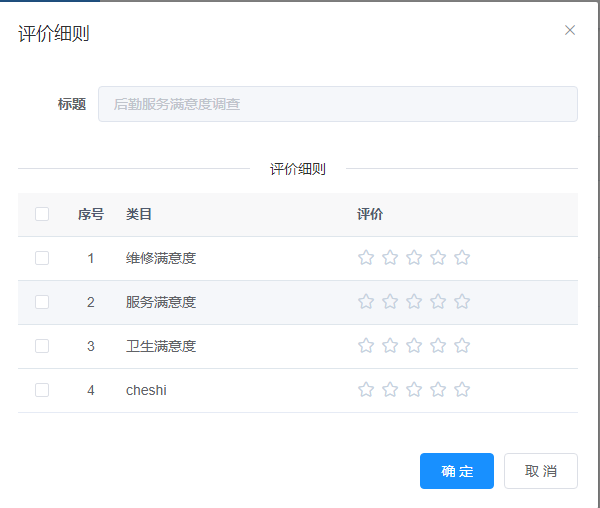 评价细则
标题 后勤服务满意度调查
评价细则
序号 类目 评价
1 维修满意度
2 服务满意度
3 卫生满意度
4 cheshi
确 定 取 消